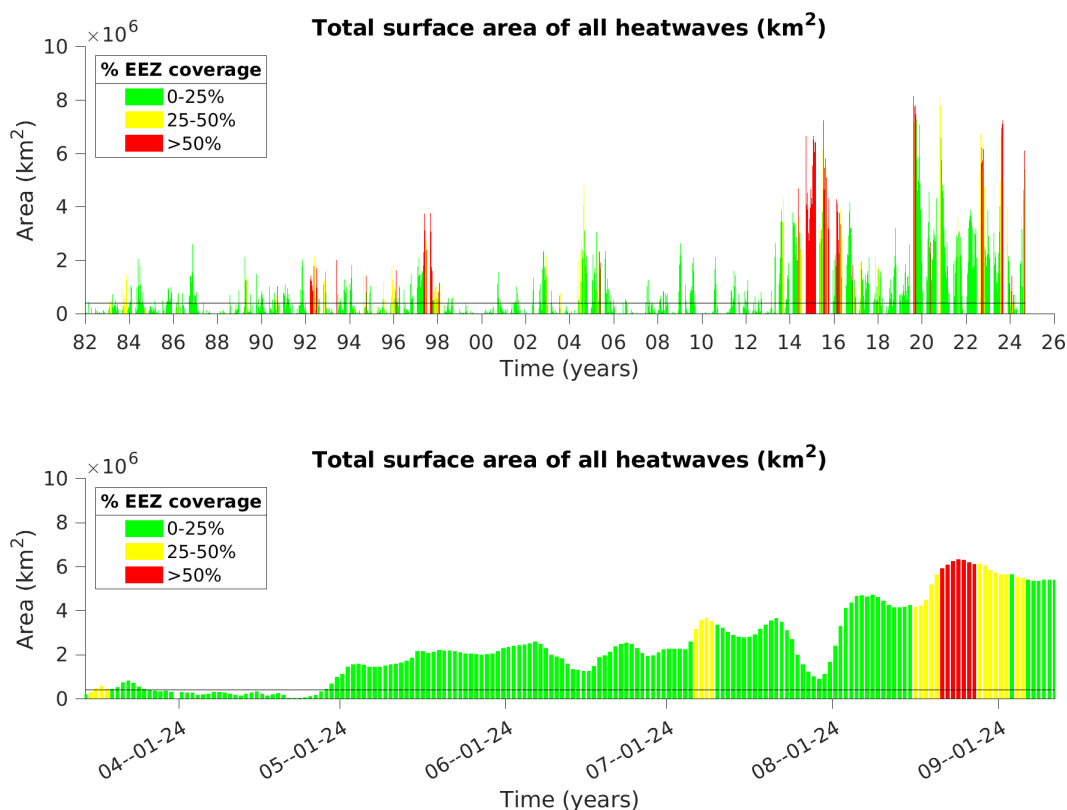 Total surface area of all heatwaves (km²)
×10⁶
% EEZ coverage
0-25%
25-50%
>50%
Area (km²)
10
8
6
4
2
0
82 84 86 88 90 92 94 96 98 00 02 04 06 08 10 12 14 16 18 20 22 24 26
Time (years)
Total surface area of all heatwaves (km²)
×10⁶
% EEZ coverage
0-25%
25-50%
>50%
Area (km²)
10
8
6
4
2
0
04--01-24 05--01-24 06--01-24 07--01-24 08--01-24 09--01-24
Time (years)